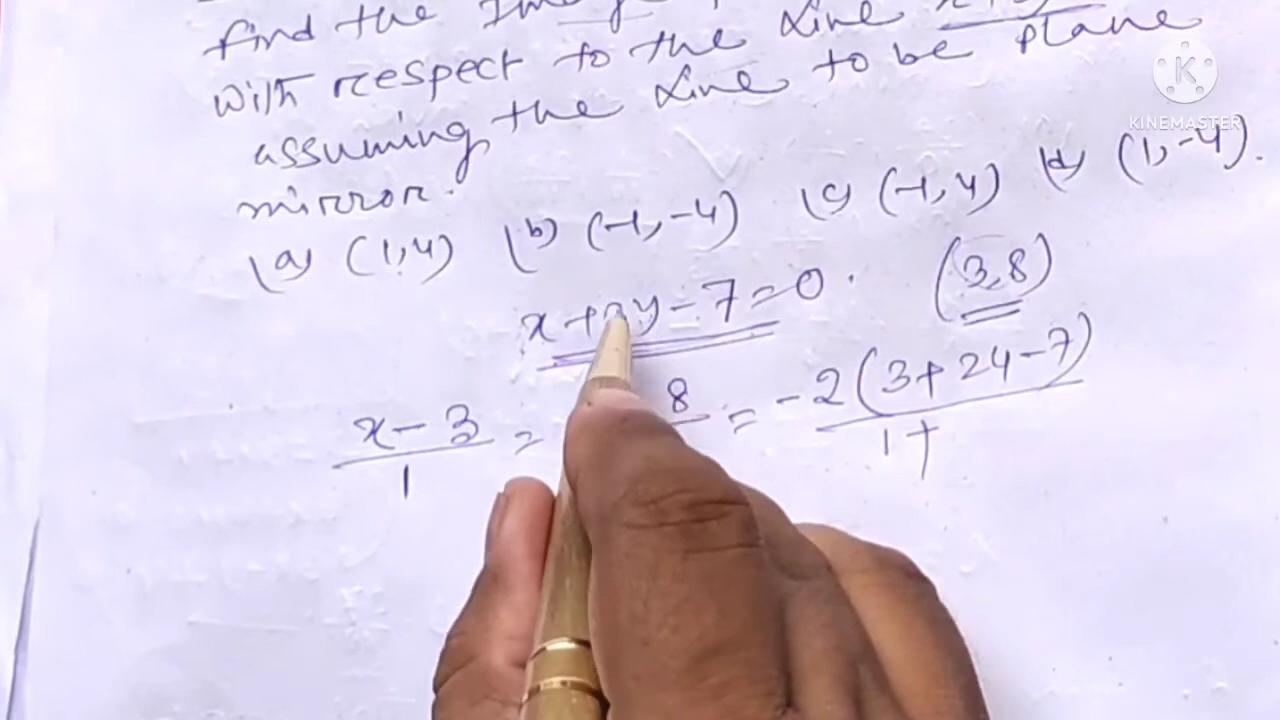 find the Image
with respect to the Line
assuming the Line to be plane
mirror.
(a) (1,4) (b) (-1,-4) (c) (-1,4) (d) (1,-4).
x+3y-7=0. (3,8)
x-3 = 8 = -2(3+24-7)
1 1+
KINEMASTER